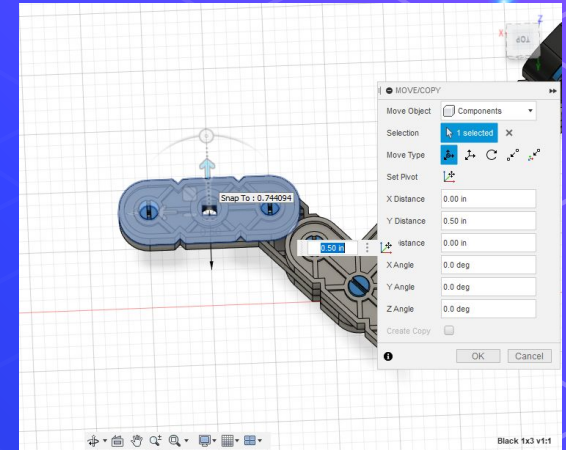 Z
X
TOP
MOVE/COPY
Move Object Components
Selection 1 selected
Move Type
Set Pivot
X Distance 0.00 in
Y Distance 0.50 in
istance 0.00 in
X Angle 0.0 deg
Y Angle 0.0 deg
Z Angle 0.0 deg
Create Copy
OK Cancel
Snap To : 0.744094
0.50 in
Black 1x3 v1:1